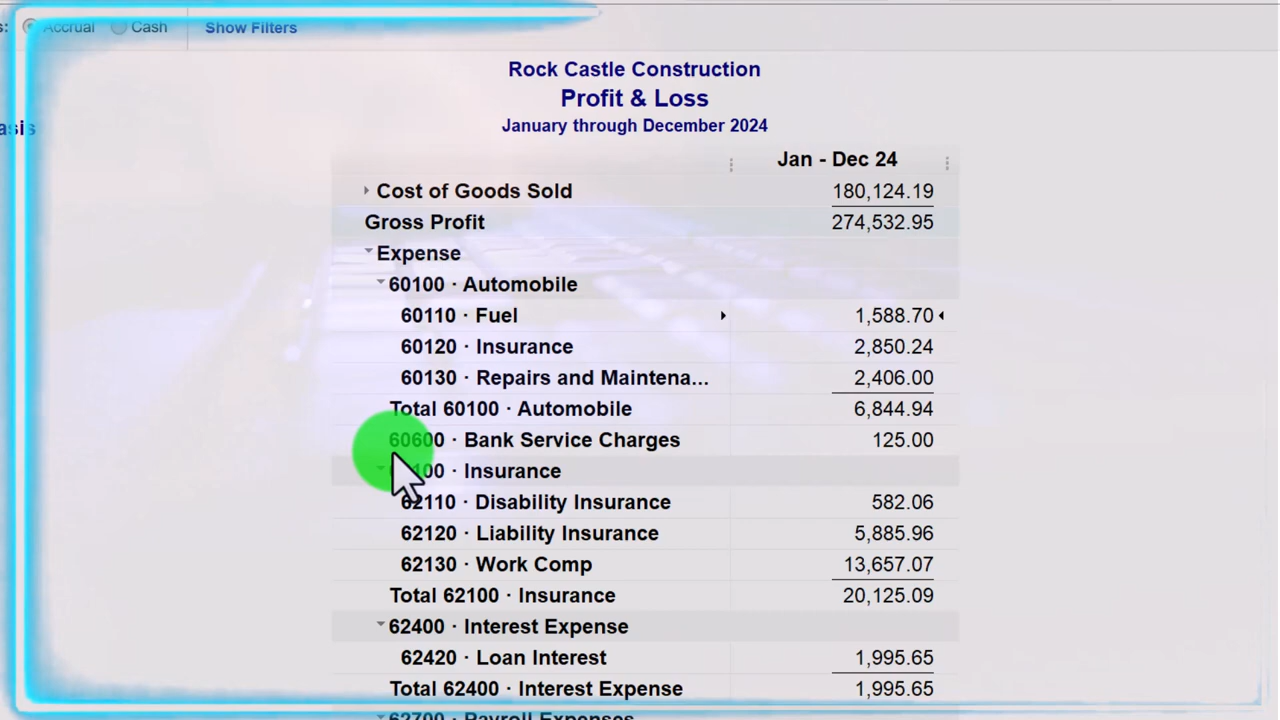 s: Accrual Cash Show Filters
Rock Castle Construction
Profit & Loss
asis
January through December 2024
Jan - Dec 24
Cost of Goods Sold 180,124.19
Gross Profit 274,532.95
Expense
60100 · Automobile
60110 · Fuel 1,588.70
60120 · Insurance 2,850.24
60130 · Repairs and Maintena... 2,406.00
Total 60100 · Automobile 6,844.94
60600 · Bank Service Charges 125.00
100 · Insurance
62110 · Disability Insurance 582.06
62120 · Liability Insurance 5,885.96
62130 · Work Comp 13,657.07
Total 62100 · Insurance 20,125.09
62400 · Interest Expense
62420 · Loan Interest 1,995.65
Total 62400 · Interest Expense 1,995.65
62700 · Payroll Expenses